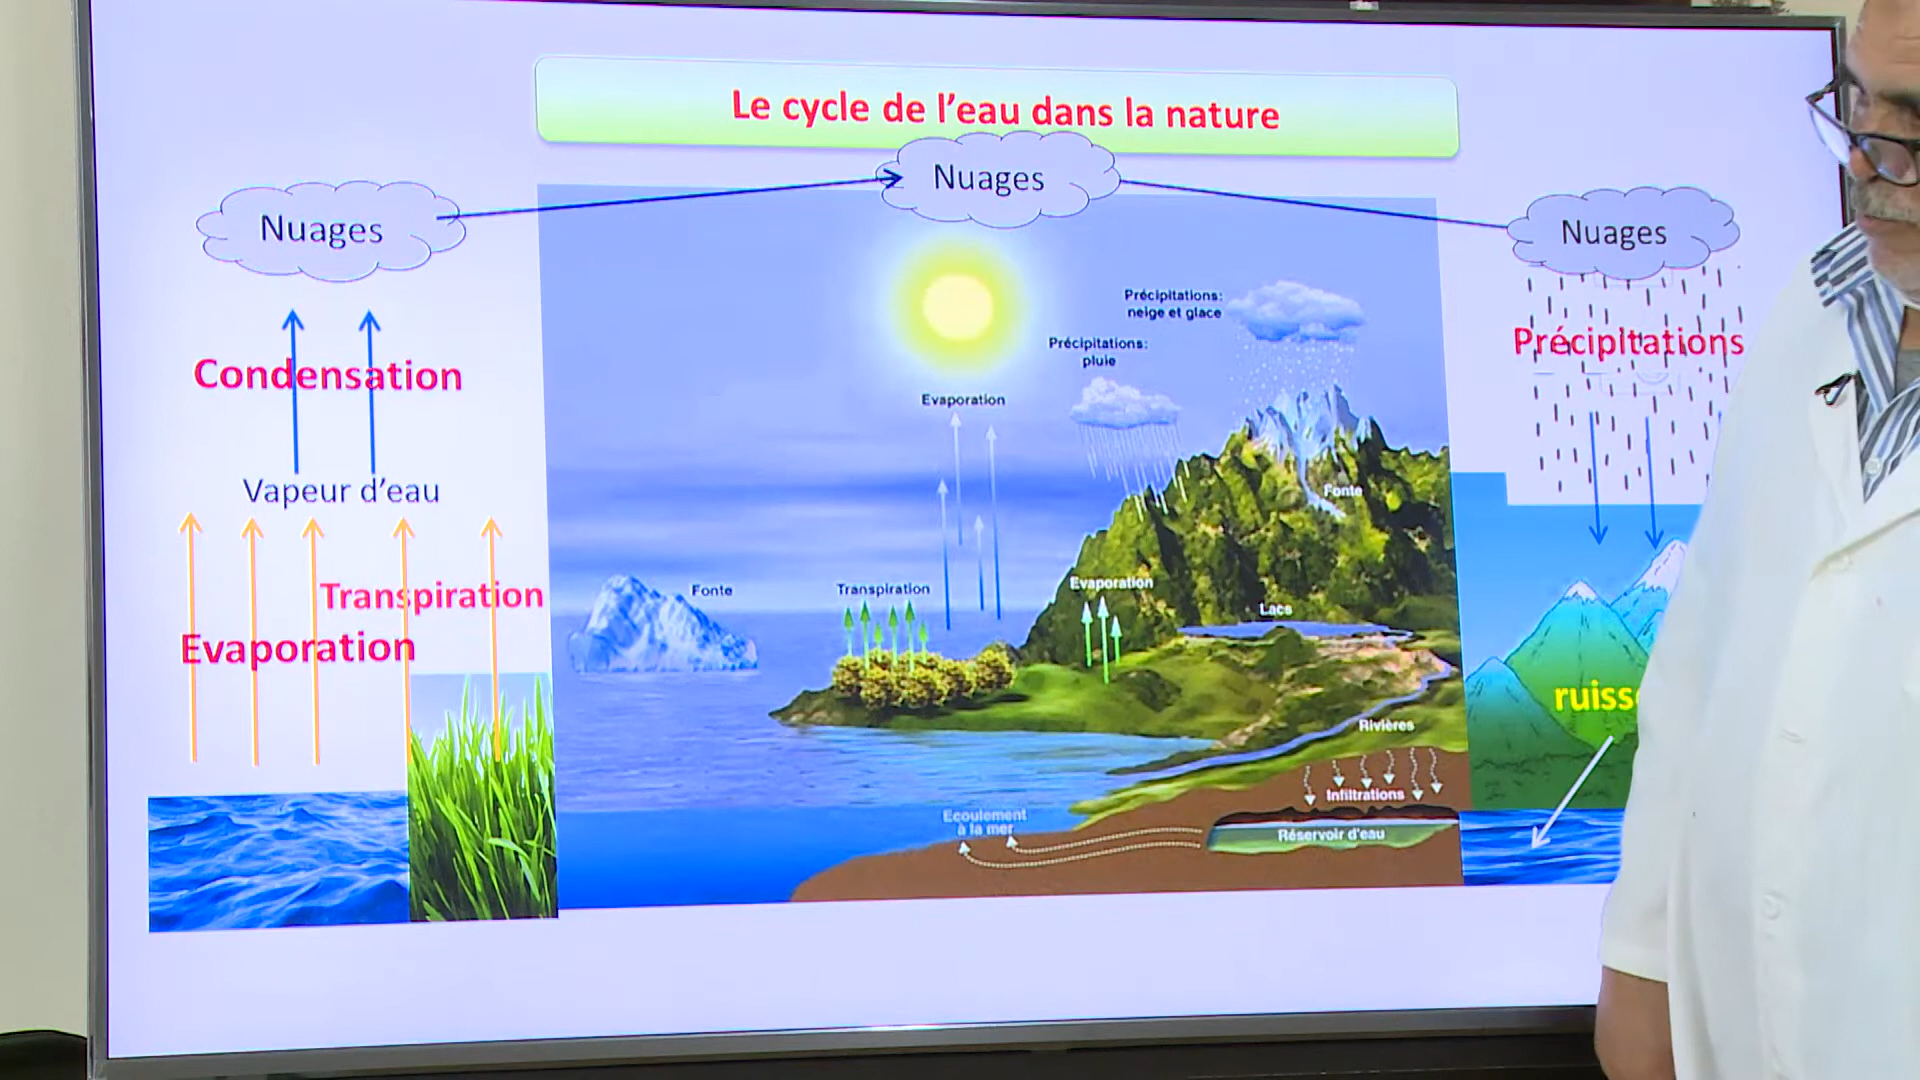 Le cycle de l'eau dans la nature
Nuages
Nuages
Nuages
Condensation
Vapeur d'eau
Transpiration
Evaporation
Précipitations:
neige et glace
Précipitations:
pluie
Evaporation
Fonte
Fonte
Transpiration
Evaporation
Lacs
Rivières
Infiltrations
Réservoir d'eau
Ecoulement
à la mer
Précipitations